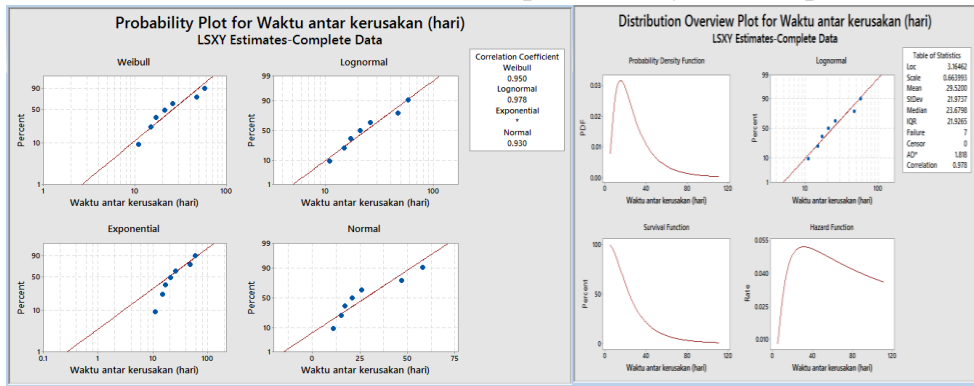 Probability Plot for Waktu antar kerusakan (hari)
LSXY Estimates-Complete Data
Weibull
Lognormal
Percent
90
50
10
1
1
10
100
Waktu antar kerusakan (hari)
Percent
99
90
50
10
1
10
100
Waktu antar kerusakan (hari)
Correlation Coefficient
Weibull
0.950
Lognormal
0.978
Exponential
*
Normal
0.930
Exponential
Normal
Percent
90
50
10
1
0.1
1
10
100
Waktu antar kerusakan (hari)
Percent
99
90
50
10
1
0
25
50
75
Waktu antar kerusakan (hari)
Distribution Overview Plot for Waktu antar kerusakan (hari)
LSXY Estimates-Complete Data
Probability Density Function
Lognormal
PDF
0.03
0.02
0.01
0.00
0
40
80
120
Waktu antar kerusakan (hari)
Percent
99
90
50
10
1
10
100
Waktu antar kerusakan (hari)
Table of Statistics
Loc 3.16462
Scale 0.663993
Mean 29.5200
StDev 21.9737
Median 23.6798
IQR 21.9265
Failure 7
Censor 0
AD* 1.818
Correlation 0.978
Survival Function
Hazard Function
Percent
100
50
0
0
40
80
120
Waktu antar kerusakan (hari)
Rate
0.055
0.040
0.025
0.010
0
40
80
120
Waktu antar kerusakan (hari)